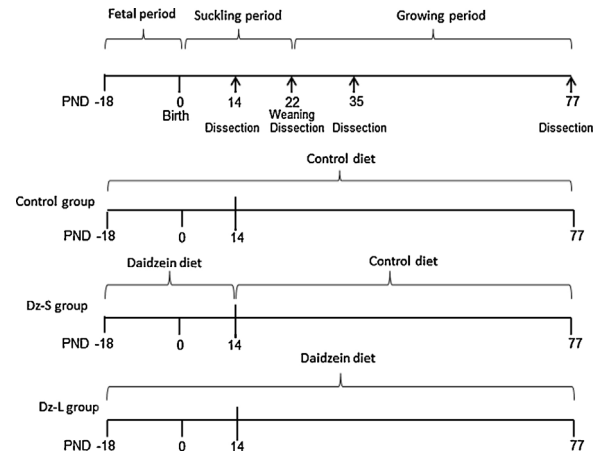 Fetal period Suckling period Growing period
PND -18 0 14 22 35 77
Birth Weaning
Dissection Dissection Dissection Dissection
Control diet
Control group
PND -18 0 14 77
Daidzein diet Control diet
Dz-S group
PND -18 0 14 77
Daidzein diet
Dz-L group
PND -18 0 14 77